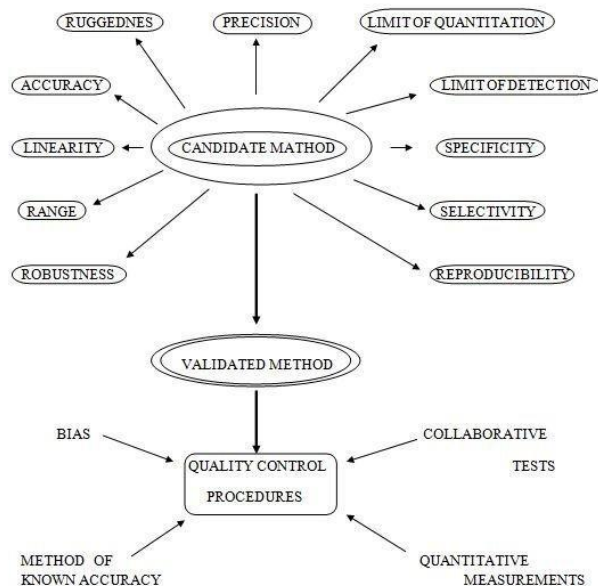 RUGGEDNES
PRECISION
LIMIT OF QUANTITATION
ACCURACY
LIMIT OF DETECTION
LINEARITY
CANDIDATE MATHOD
SPECIFICITY
RANGE
SELECTIVITY
ROBUSTNESS
REPRODUCIBILITY
VALIDATED METHOD
BIAS
COLLABORATIVE
TESTS
QUALITY CONTROL
PROCEDURES
METHOD OF
KNOWN ACCURACY
QUANTITATIVE
MEASUREMENTS